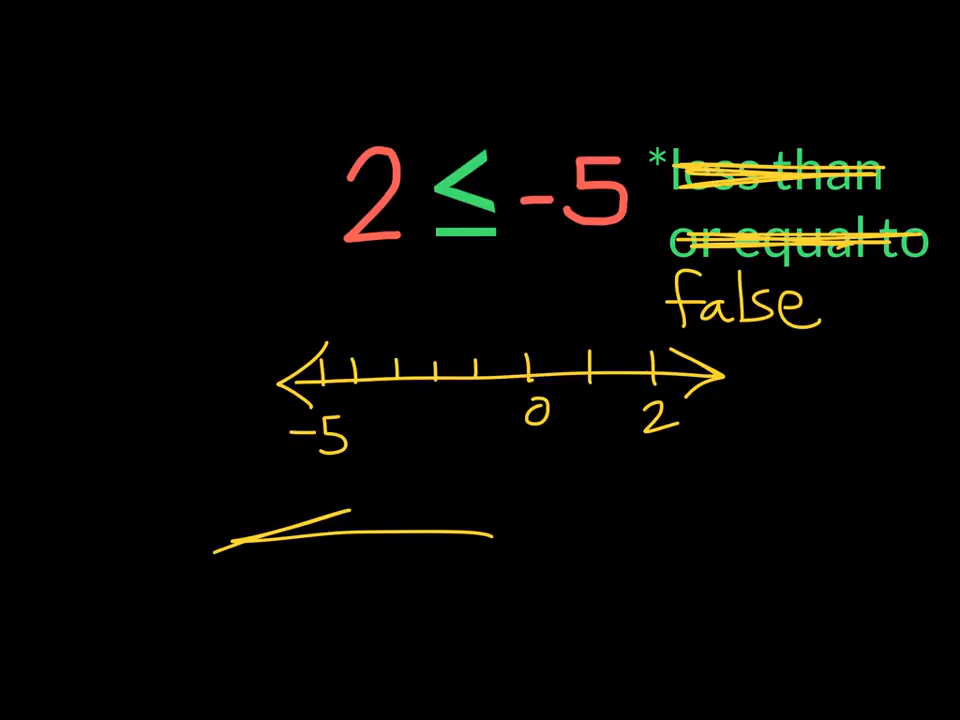 2 ≤ -5 *less than
or equal to
false
-5 0 2